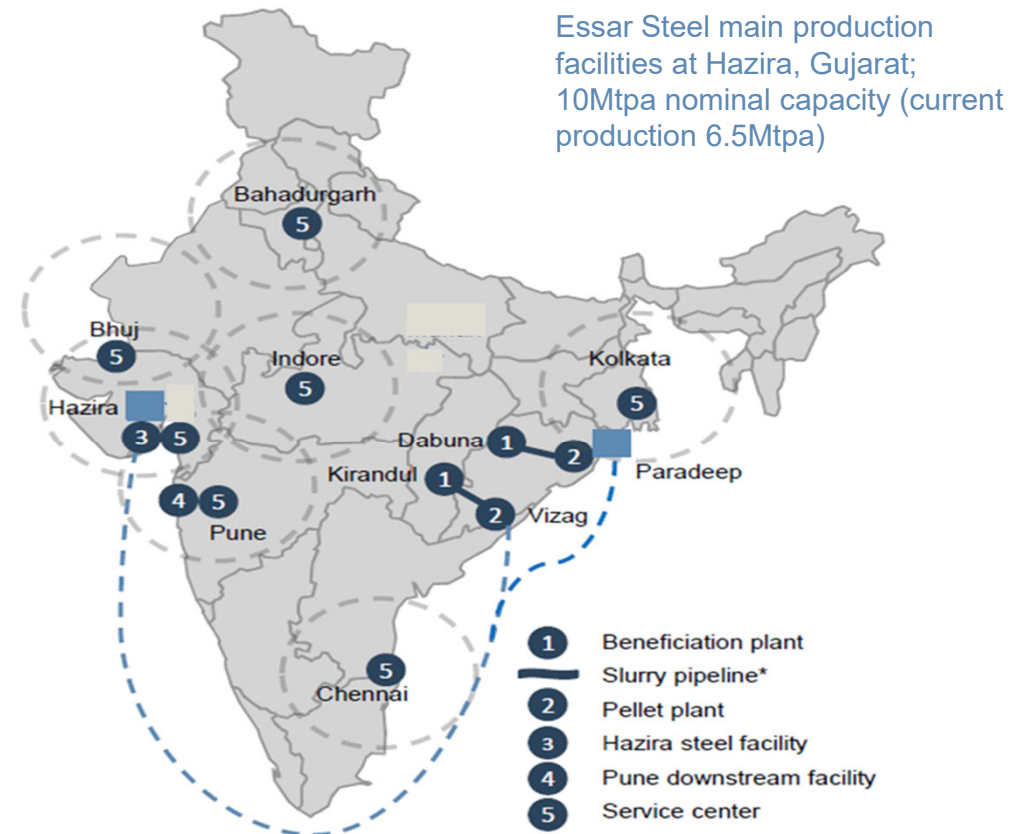 Essar Steel main production
facilities at Hazira, Gujarat;
10Mtpa nominal capacity (current
production 6.5Mtpa)
Bahadurgarh
5
Bhuj
5
Indore
5
Kolkata
5
Hazira
3 5
Dabuna 1
2
Paradeep
Kirandul 1
2 Vizag
4 5
Pune
5
Chennai
1 Beneficiation plant
Slurry pipeline*
2 Pellet plant
3 Hazira steel facility
4 Pune downstream facility
5 Service center